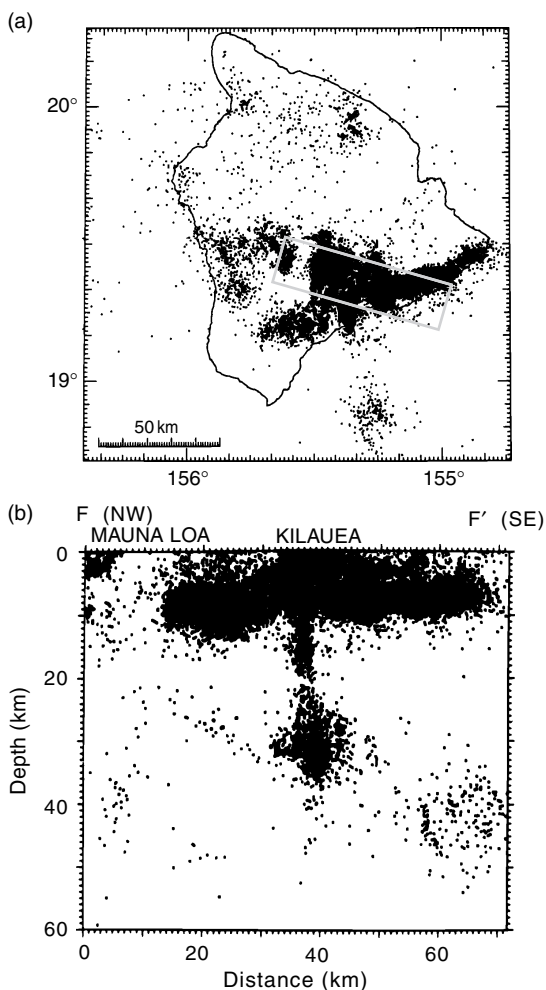 (a)
20°
19°
50 km
156° 155°
(b) F (NW) F′ (SE)
MAUNA LOA KILAUEA
0
20
40
60
Depth (km)
0 20 40 60
Distance (km)